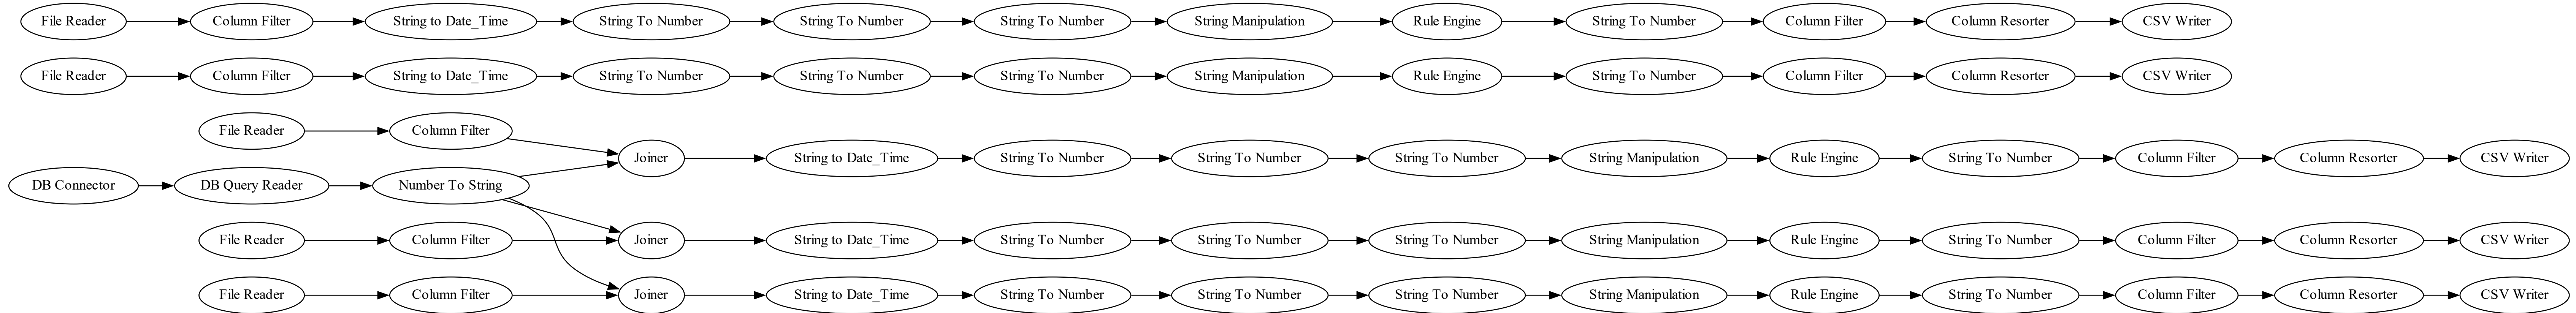 File Reader Column Filter String to Date_Time String To Number String To Number String To Number String Manipulation Rule Engine String To Number Column Filter Column Resorter CSV Writer
File Reader Column Filter String to Date_Time String To Number String To Number String To Number String Manipulation Rule Engine String To Number Column Filter Column Resorter CSV Writer
File Reader Column Filter
Joiner String to Date_Time String To Number String To Number String To Number String Manipulation Rule Engine String To Number Column Filter Column Resorter CSV Writer
DB Connector DB Query Reader Number To String
File Reader Column Filter Joiner String to Date_Time String To Number String To Number String To Number String Manipulation Rule Engine String To Number Column Filter Column Resorter CSV Writer
File Reader Column Filter Joiner String to Date_Time String To Number String To Number String To Number String Manipulation Rule Engine String To Number Column Filter Column Resorter CSV Writer